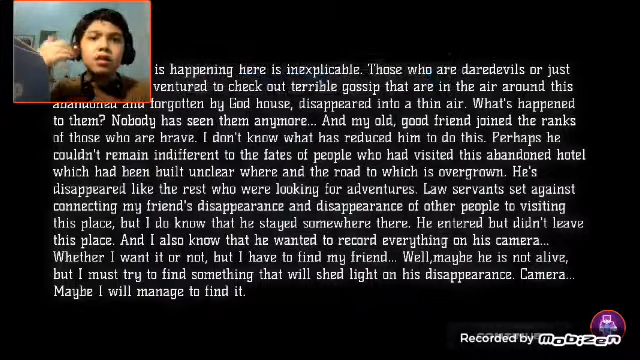 is happening here is inexplicable. Those who are daredevils or just
ventured to check out terrible gossip that are in the air around this
abandoned and forgotten by God house, disappeared into a thin air. What's happened
to them? Nobody has seen them anymore... And my old, good friend joined the ranks
of those who are brave. I don't know what has reduced him to do this. Perhaps he
couldn't remain indifferent to the fates of people who had visited this abandoned hotel
which had been built unclear where and the road to which is overgrown. He's
disappeared like the rest who were looking for adventures. Law servants set against
connecting my friend's disappearance and disappearance of other people to visiting
this place, but I do know that he stayed somewhere there. He entered but didn't leave
this place. And I also know that he wanted to record everything on his camera...
Whether I want it or not, but I have to find my friend... Well,maybe he is not alive,
but I must try to find something that will shed light on his disappearance. Camera...
Maybe I will manage to find it.
Recorded by mobizen